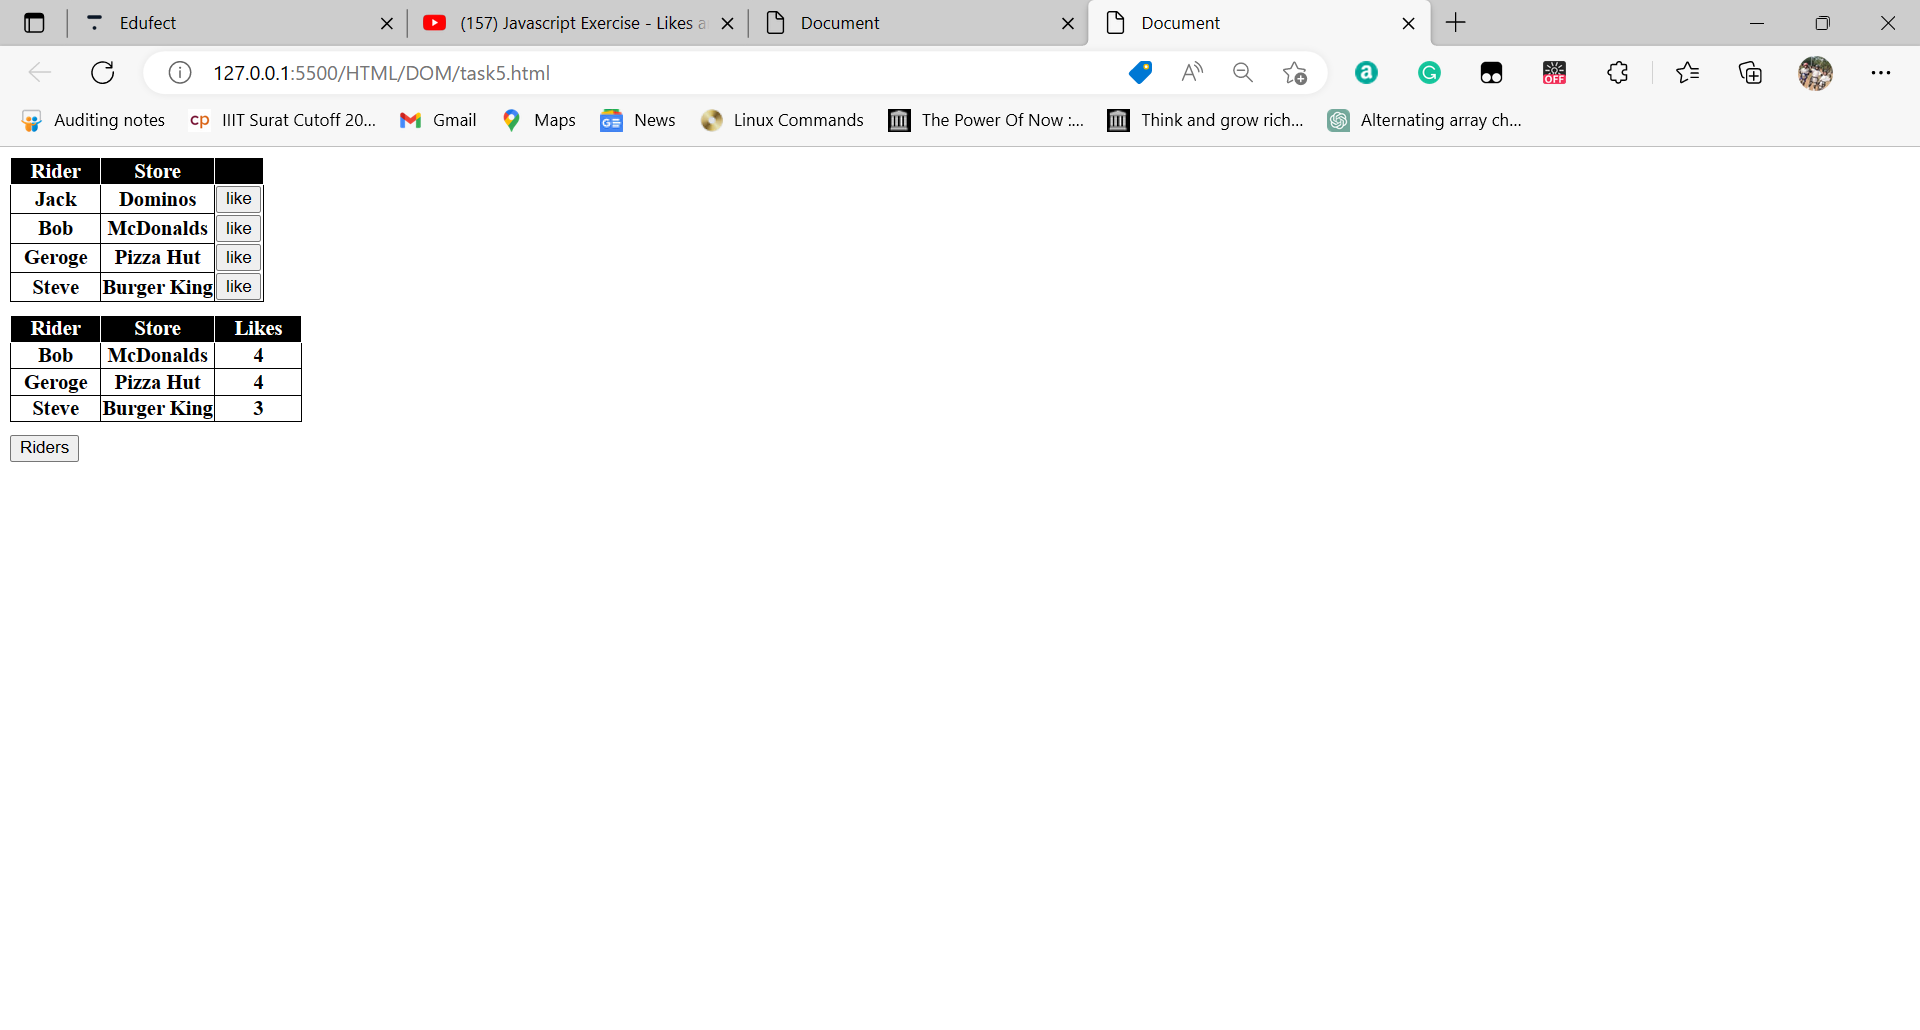 Edufect (157) Javascript Exercise - Likes a Document Document
127.0.0.1:5500/HTML/DOM/task5.html
Auditing notes IIIT Surat Cutoff 20... Gmail Maps News Linux Commands The Power Of Now :... Think and grow rich... Alternating array ch...
Rider Store
Jack Dominos like
Bob McDonalds like
Geroge Pizza Hut like
Steve Burger King like
Rider Store Likes
Bob McDonalds 4
Geroge Pizza Hut 4
Steve Burger King 3
Riders